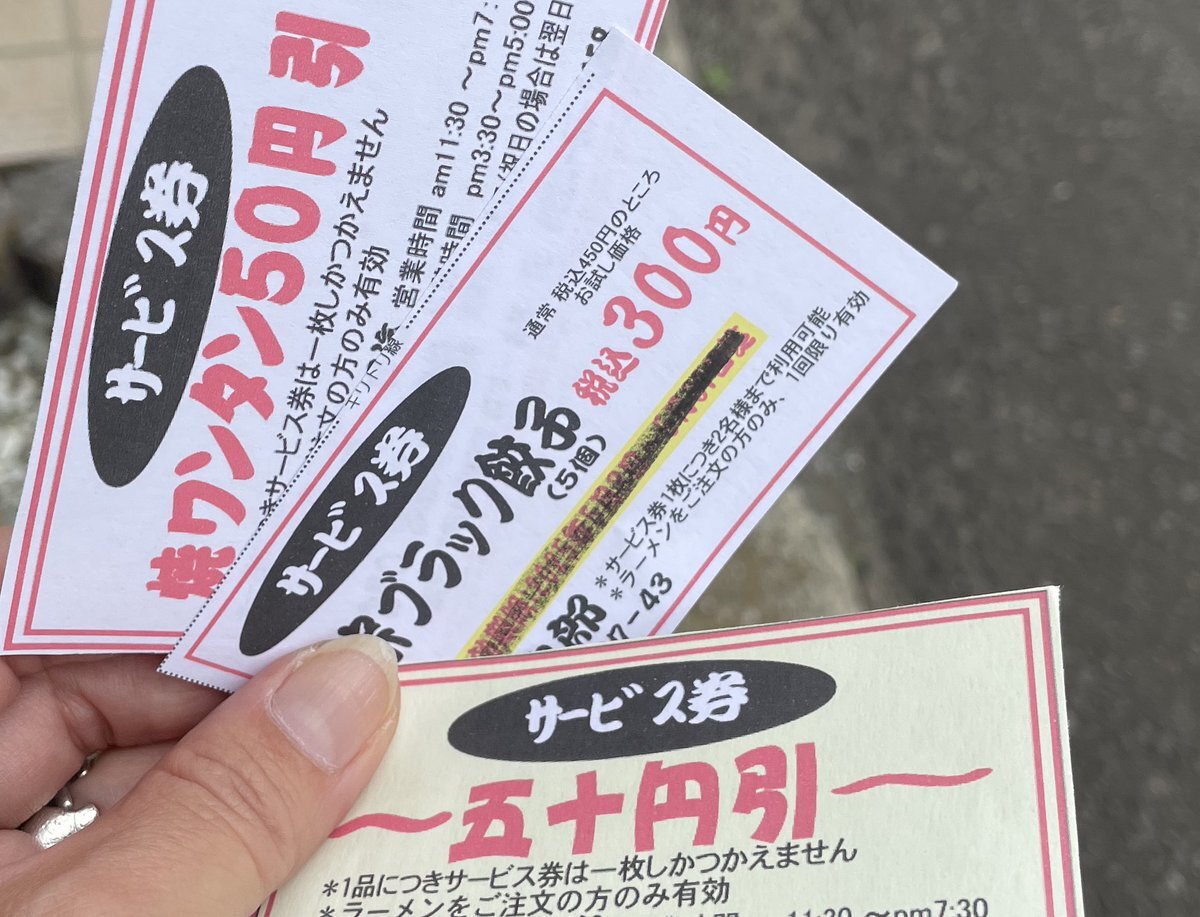 サービス券
焼ワンタン50円引
＊サービス券は一枚しかつかえません
文の方のみ有効
営業時間 am11:30 ～pm7:
時間 pm3:30～pm5:00
祝日の場合は翌日
キリトリ線
サービス券
ブラック餃子
(5個)
通常 税込450円のところ
お試し価格
税込300円
＊サービス券1枚につき2名様まで利用可能
＊ラーメンをご注文の方のみ、1回限り有効
7-43
サービス券
～五十円引～
＊1品につきサービス券は一枚しかつかえません
＊ラーメンをご注文の方のみ有効
11:30 ～pm7:30